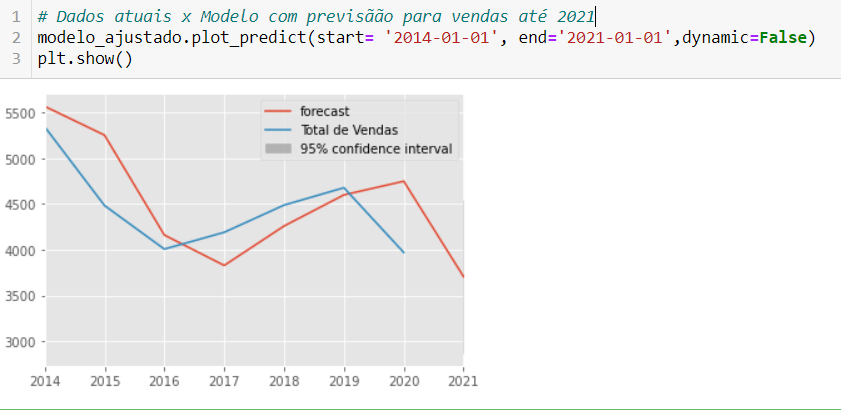 1 # Dados atuais x Modelo com previsãão para vendas até 2021
2 modelo_ajustado.plot_predict(start= '2014-01-01', end='2021-01-01',dynamic=False)
3 plt.show()
forecast
Total de Vendas
95% confidence interval
5500
5000
4500
4000
3500
3000
2014 2015 2016 2017 2018 2019 2020 2021